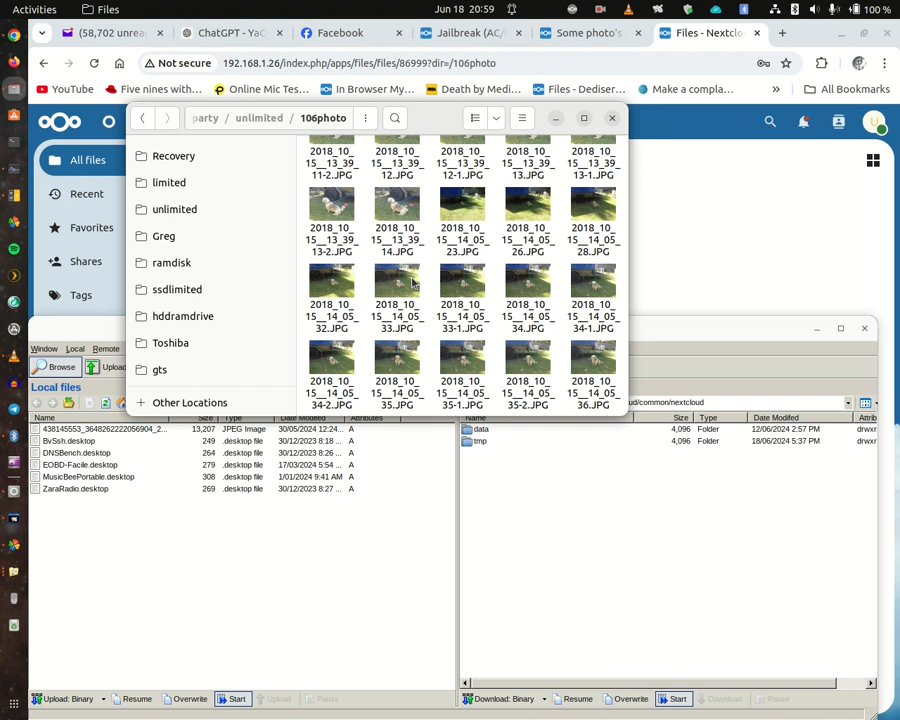 Activities Files Jun 18 20:59 100 %
(58,702 unrea ChatGPT - YaC Facebook Jailbreak (AC/ Some photo's Files - Nextclo
Not secure 192.168.1.26/index.php/apps/files/files/86999?dir=/106photo
YouTube Five nines with... Online Mic Tes... In Browser My... Death by Medi... Files - Dediser... Make a compla... » All Bookmarks
party / unlimited / 106photo
All files
Recent
Favorites
Shares
Tags
Recovery
limited
unlimited
Greg
ramdisk
ssdlimited
hddramdrive
Toshiba
gts
+ Other Locations
2018_10_ 2018_10_ 2018_10_ 2018_10_ 2018_10_
15__13_39_ 15__13_39_ 15__13_39_ 15__13_39_ 15__13_39_
11-2.JPG 12.JPG 12-1.JPG 13.JPG 13-1.JPG
2018_10_ 2018_10_ 2018_10_ 2018_10_ 2018_10_
15__13_39_ 15__13_39_ 15__14_05_ 15__14_05_ 15__14_05_
13-2.JPG 14.JPG 23.JPG 26.JPG 28.JPG
2018_10_ 2018_10_ 2018_10_ 2018_10_ 2018_10_
15__14_05_ 15__14_05_ 15__14_05_ 15__14_05_ 15__14_05_
32.JPG 33.JPG 33-1.JPG 34.JPG 34-1.JPG
2018_10_ 2018_10_ 2018_10_ 2018_10_ 2018_10_
15__14_05_ 15__14_05_ 15__14_05_ 15__14_05_ 15__14_05_
34-2.JPG 35.JPG 35-1.JPG 35-2.JPG 36.JPG
Window Local Remote
Browse Upload
Local files
ud/common/nextcloud
Name Size Type Date Modified Attributes
438145553_3648262222056904_2... 13,207 JPEG Image 30/05/2024 12:24... A
BvSsh.desktop 249 .desktop file 30/12/2023 8:18 ... A
DNSBench.desktop 264 .desktop file 30/12/2023 8:26 ... A
EOBD-Facile.desktop 279 .desktop file 17/03/2024 5:54 ... A
MusicBeePortable.desktop 308 .desktop file 1/01/2024 9:41 AM A
ZaraRadio.desktop 269 .desktop file 30/12/2023 8:27 ... A
Name Size Type Date Modifed Attrib
data 4,096 Folder 12/06/2024 2:57 PM drwxr
tmp 4,096 Folder 18/06/2024 5:37 PM drwxr
Upload: Binary Resume Overwrite Start Upload Pause
Download: Binary Resume Overwrite Start Download Pause